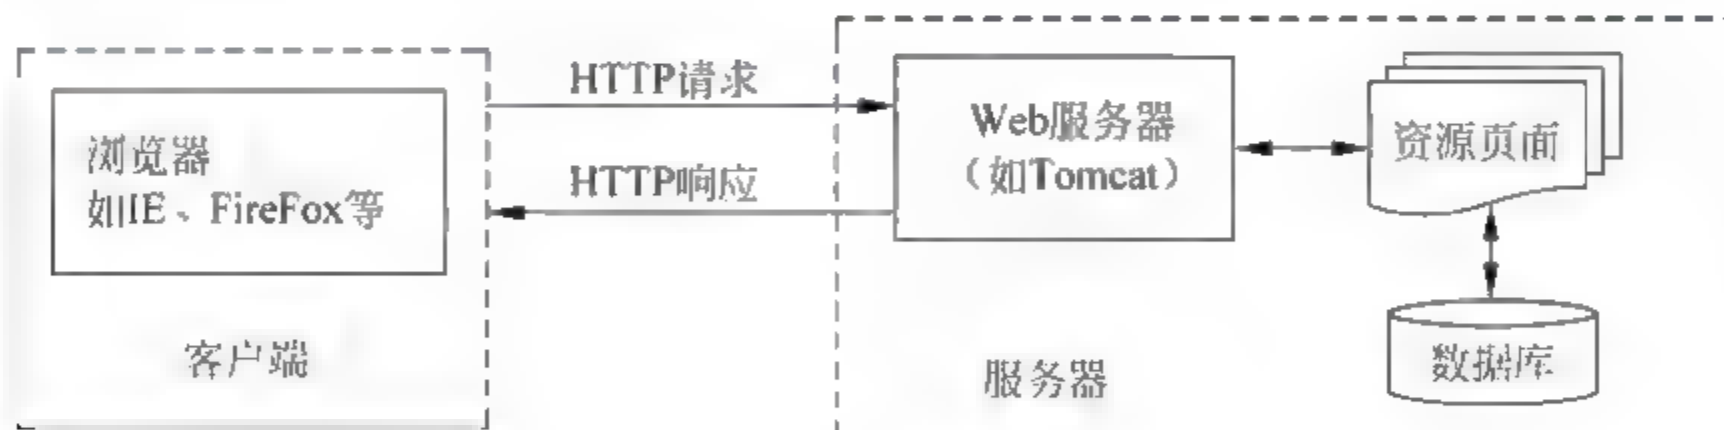 HTTP请求
HTTP响应
浏览器
如IE、FireFox等
客户端
Web服务器
（如Tomcat）
资源页面
服务器
数据库